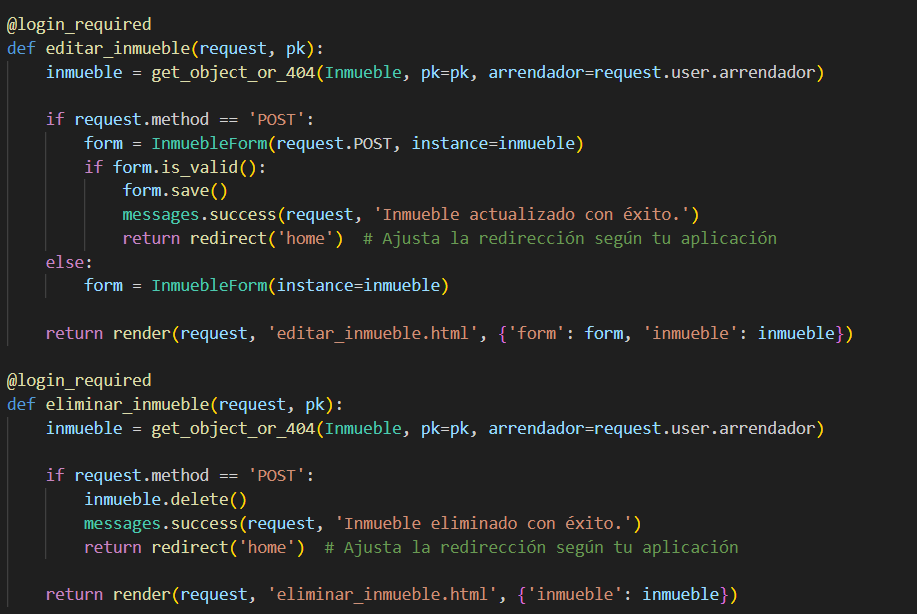 @login_required
def editar_inmueble(request, pk):
    inmueble = get_object_or_404(Inmueble, pk=pk, arrendador=request.user.arrendador)

    if request.method == 'POST':
        form = InmuebleForm(request.POST, instance=inmueble)
        if form.is_valid():
            form.save()
            messages.success(request, 'Inmueble actualizado con éxito.')
            return redirect('home')  # Ajusta la redirección según tu aplicación
    else:
        form = InmuebleForm(instance=inmueble)

    return render(request, 'editar_inmueble.html', {'form': form, 'inmueble': inmueble})

@login_required
def eliminar_inmueble(request, pk):
    inmueble = get_object_or_404(Inmueble, pk=pk, arrendador=request.user.arrendador)

    if request.method == 'POST':
        inmueble.delete()
        messages.success(request, 'Inmueble eliminado con éxito.')
        return redirect('home')  # Ajusta la redirección según tu aplicación

    return render(request, 'eliminar_inmueble.html', {'inmueble': inmueble})